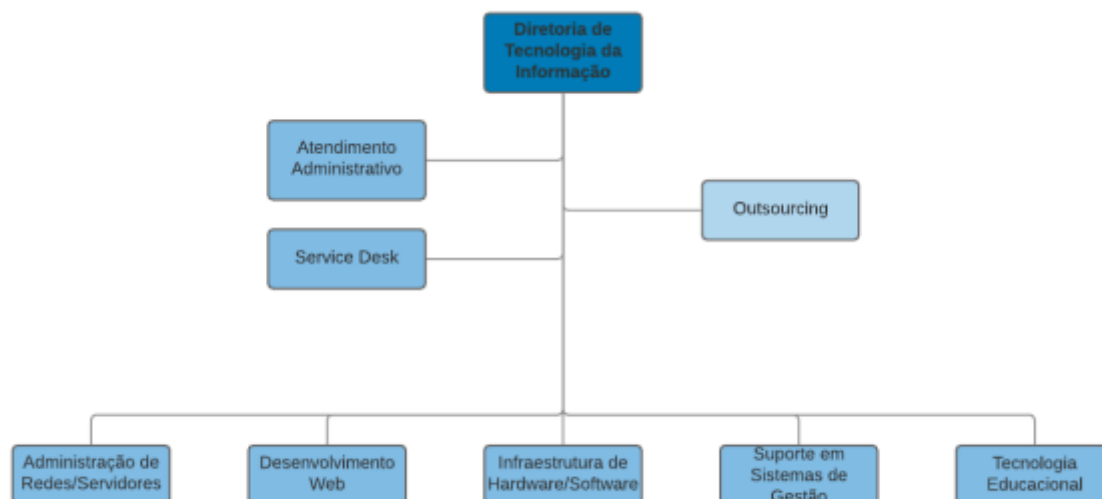 Diretoria de
Tecnologia da
Informação
Atendimento
Administrativo
Outsourcing
Service Desk
Administração de
Redes/Servidores
Desenvolvimento
Web
Infraestrutura de
Hardware/Software
Suporte em
Sistemas de
Gestão
Tecnologia
Educacional